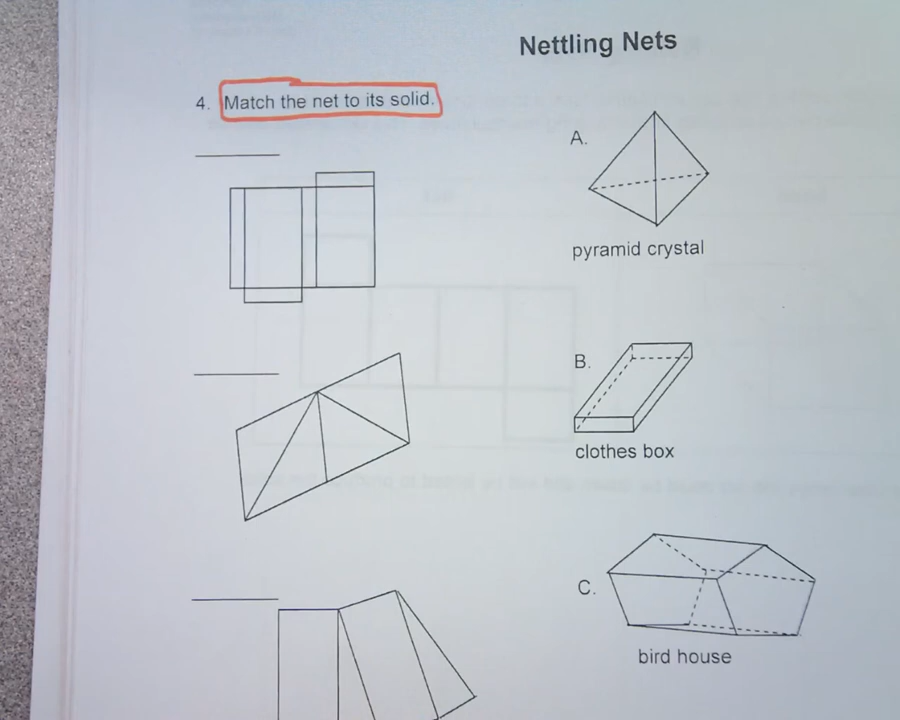 Nettling Nets
4. Match the net to its solid.
A.
pyramid crystal
B.
clothes box
C.
bird house